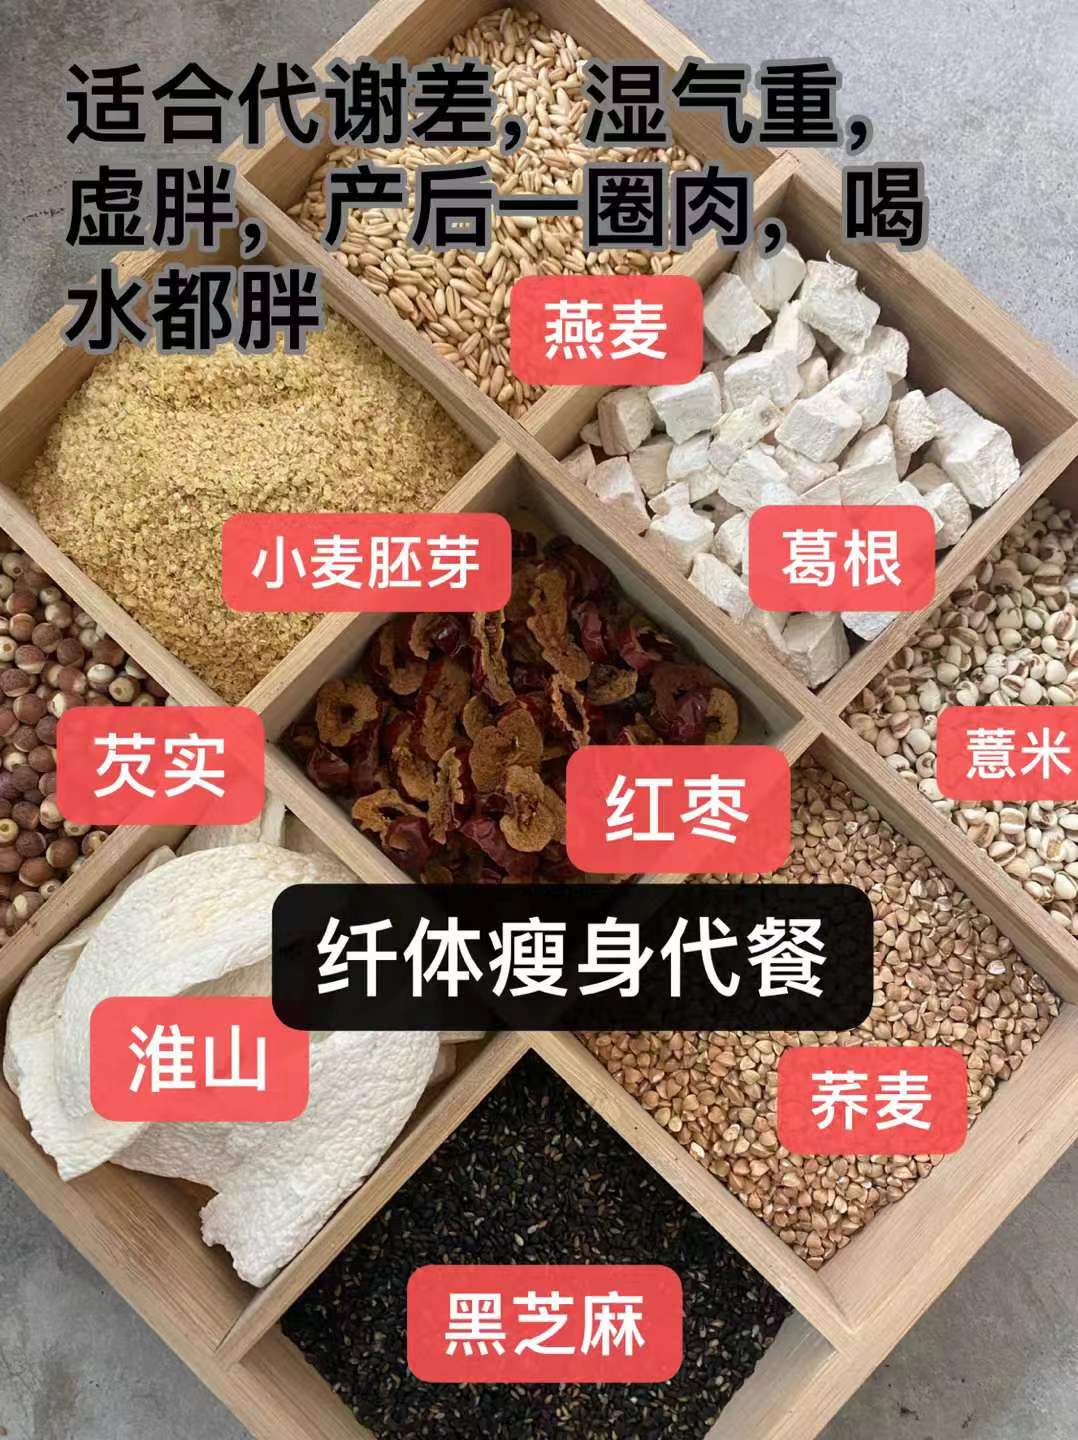 适合代谢差，湿气重，
虚胖，产后一圈肉，喝
水都胖
燕麦
葛根
小麦胚芽
芡实
薏米
红枣
纤体瘦身代餐
淮山
荞麦
黑芝麻